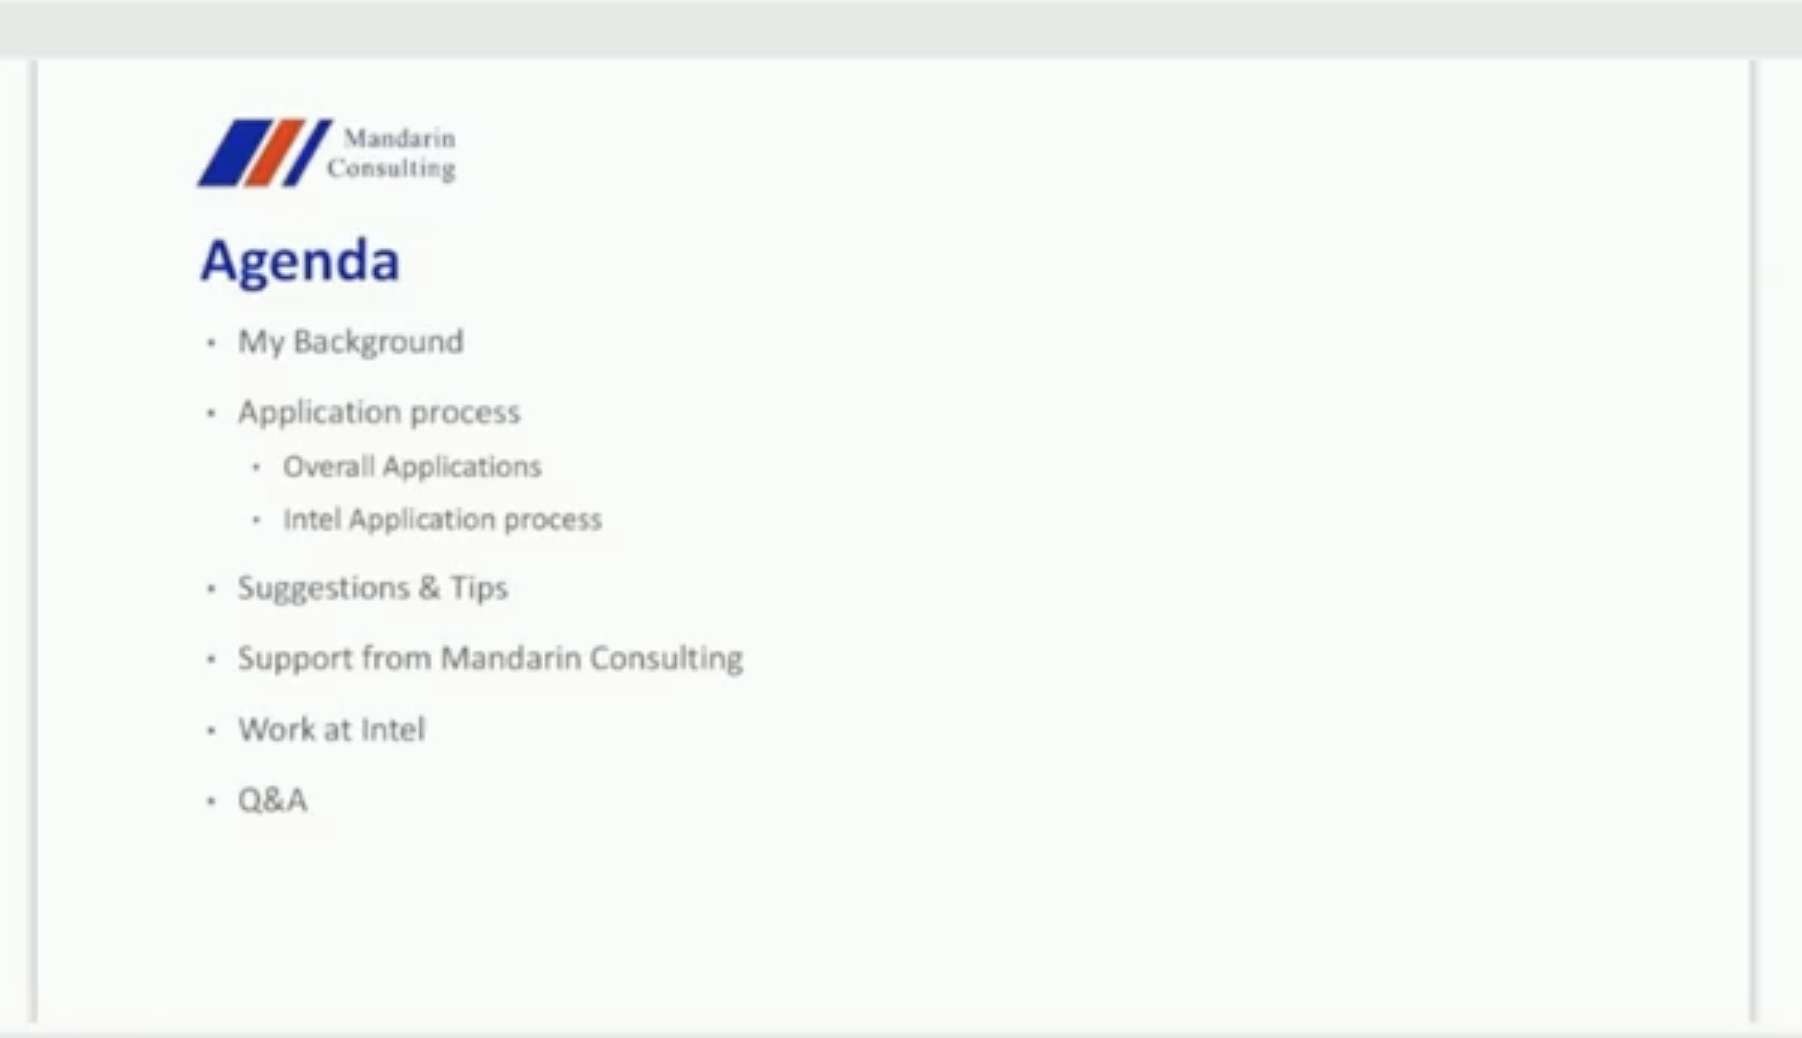 Mandarin
Consulting
Agenda
• My Background
• Application process
• Overall Applications
• Intel Application process
• Suggestions & Tips
• Support from Mandarin Consulting
• Work at Intel
• Q&A